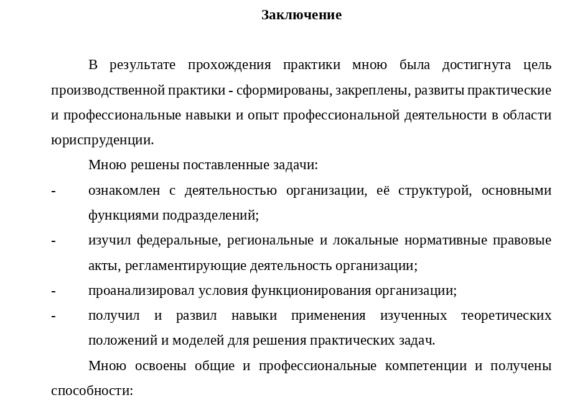 Заключение
В результате прохождения практики мною была достигнута цель
производственной практики - сформированы, закреплены, развиты практические
и профессиональные навыки и опыт профессиональной деятельности в области
юриспруденции.
Мною решены поставленные задачи:
- ознакомлен с деятельностью организации, её структурой, основными
функциями подразделений;
- изучил федеральные, региональные и локальные нормативные правовые
акты, регламентирующие деятельность организации;
- проанализировал условия функционирования организации;
- получил и развил навыки применения изученных теоретических
положений и моделей для решения практических задач.
Мною освоены общие и профессиональные компетенции и получены
способности: